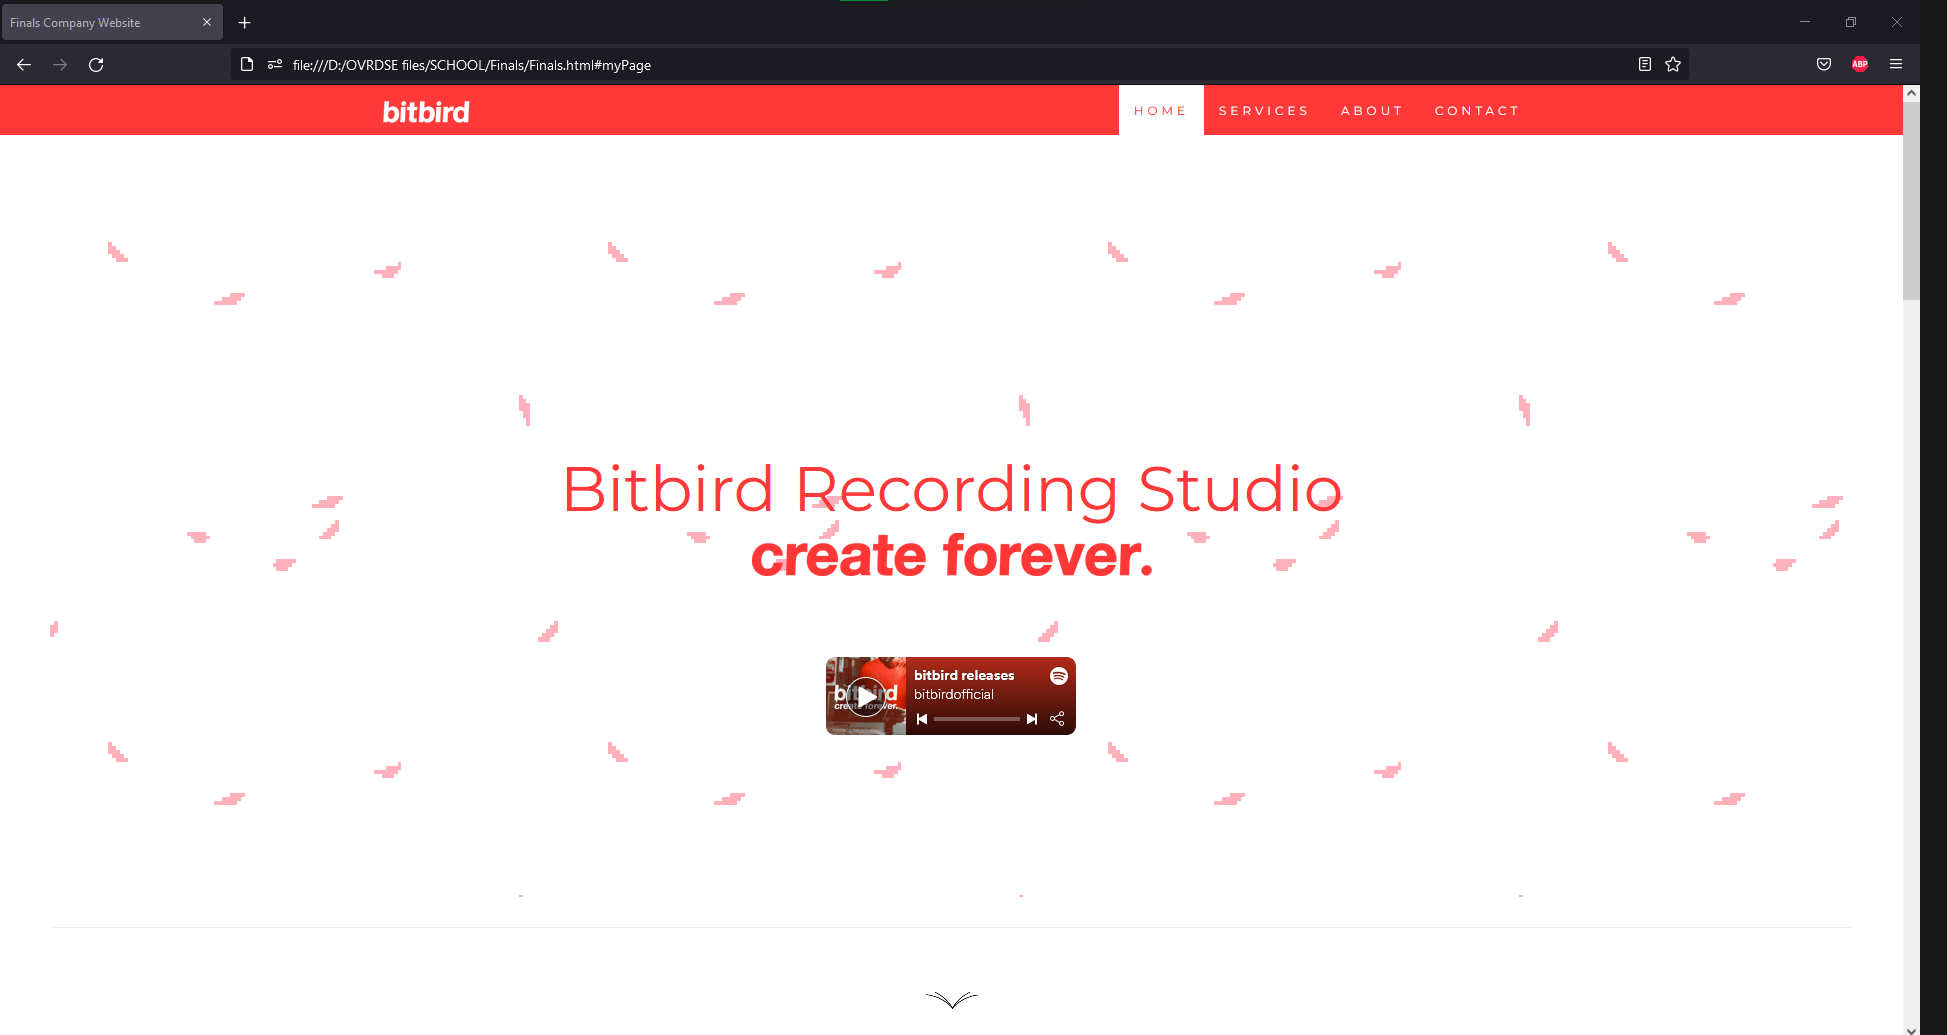 Finals Company Website
file:///D:/OVRDSE files/SCHOOL/Finals/Finals.html#myPage
ABP
bitbird
HOME SERVICES ABOUT CONTACT
Bitbird Recording Studio
create forever.
bitbird releases
bitbirdofficial
bitbird
create forever.